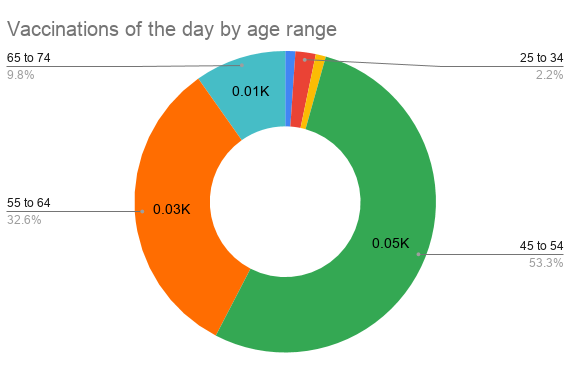 Vaccinations of the day by age range
65 to 74
9.8%
25 to 34
2.2%
0.01K
55 to 64
32.6%
0.03K
0.05K
45 to 54
53.3%